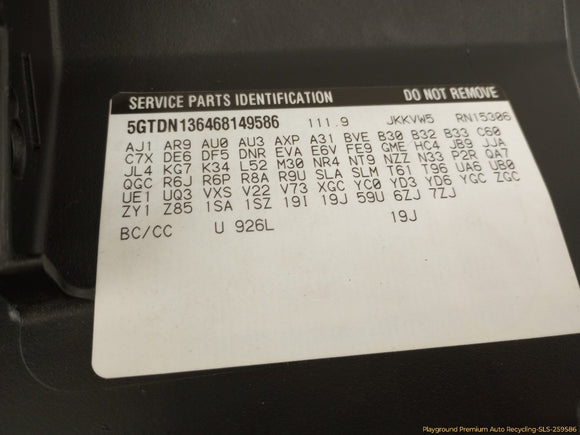 SERVICE PARTS IDENTIFICATION DO NOT REMOVE
5GTDN136468149586 111.9 JKKVW5 RN15306
AJ1 AR9 AU0 AU3 AXP A31 BVE B30 B32 B33 C60
C7X DE6 DF5 DNR EVA E6V FE9 GME HC4 JB9 JJA
JL4 KG7 K34 L52 M30 NR4 NT9 NZZ N33 P2R QA7
QGC R6J R6P R8A R9U SLA SLM T61 T96 UA6 UB0
UE1 UQ3 VXS V22 V73 XGC YC0 YD3 YD6 YGC ZGC
ZY1 Z85 1SA 1SZ 19I 19J 59U 6ZJ 7ZJ
BC/CC U 926L 19J
Playground Premium Auto Recycling-SLS-259586